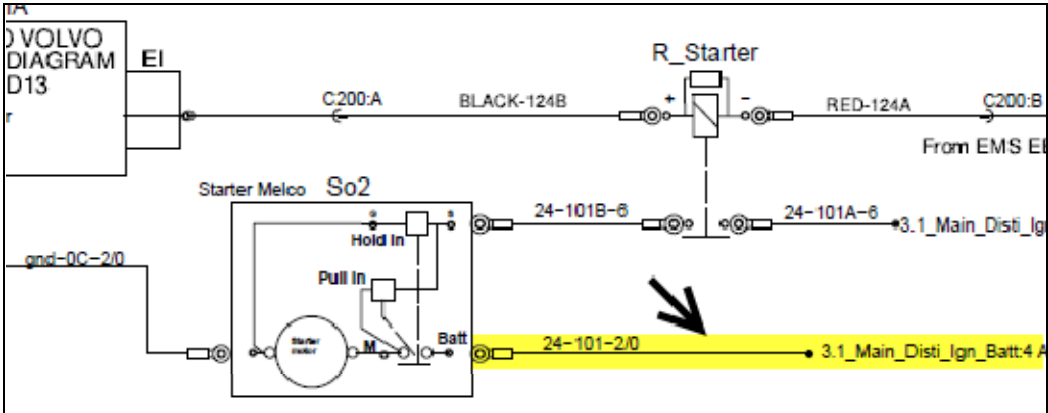 ) VOLVO
DIAGRAM
D13
r
EI
C200:A
BLACK-124B
R_Starter
+
-
RED-124A
C200:B
From EMS
Starter Melco
So2
24-101B-6
24-101A-6
3.1_Main_Disti_Ig
Hold In
gnd-0C-2/0
Pull In
Starter
motor
M
Batt
24-101-2/0
3.1_Main_Disti_Ign_Batt:4 A